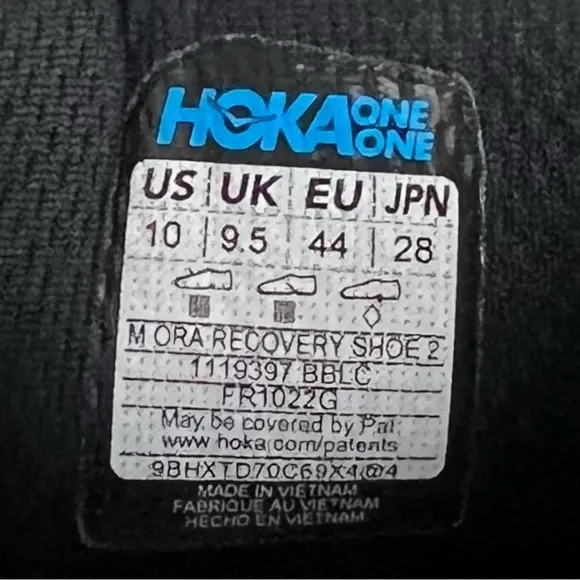 HOKA ONE ONE
US UK EU JPN
10 9.5 44 28
M ORA RECOVERY SHOE 2
1119397 BBLC
FR1022G
May be covered by Pat.
www.hoka.com/patents
9BHXTD70C69X4@4
MADE IN VIETNAM
FABRIQUE AU VIETNAM
HECHO EN VIETNAM